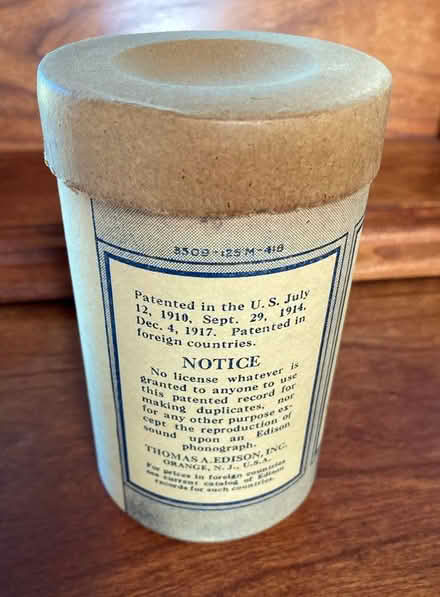 3509-125M-418
Patented in the U. S. July
12, 1910, Sept. 29, 1914.
Dec. 4, 1917. Patented in
foreign countries.
NOTICE
No license whatever is
granted to anyone to use
this patented record for
making duplicates, nor
for any other purpose ex-
cept the reproduction of
sound upon an Edison
phonograph.
THOMAS A. EDISON, INC.
ORANGE, N. J., U.S.A.
For prices in foreign countries
see current catalog of Edison
records for such countries.